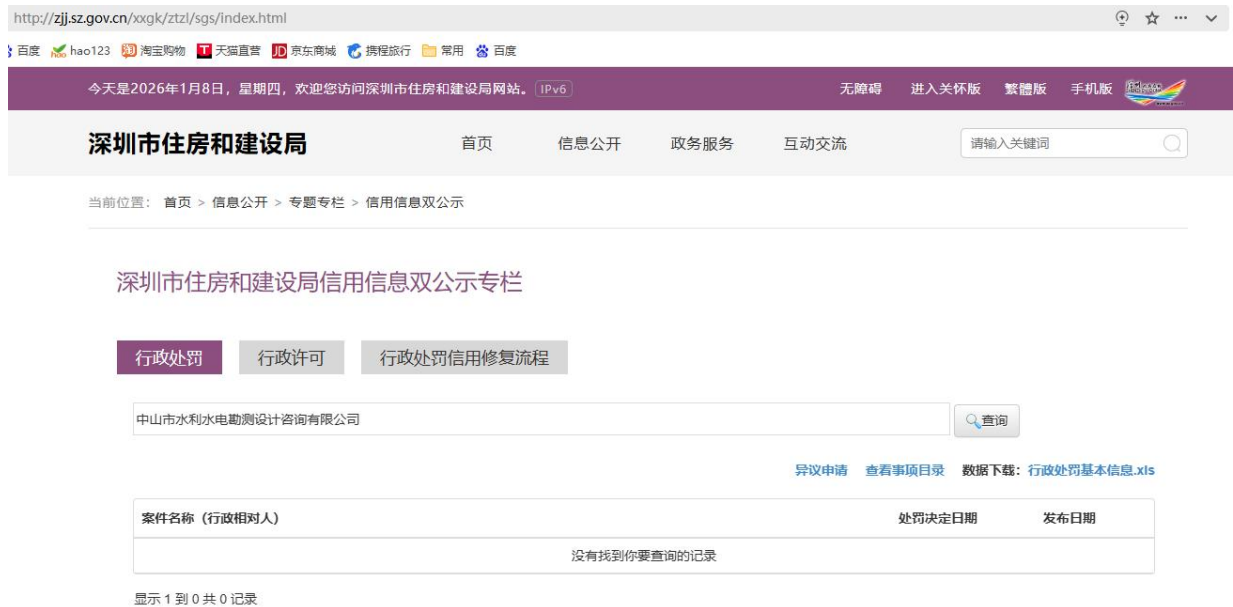 http://zjj.sz.gov.cn/xxgk/ztzl/sgs/index.html
百度 hao123 淘宝购物 天猫直营 JD 京东商城 携程旅行 常用 百度
今天是2026年1月8日，星期四，欢迎您访问深圳市住房和建设局网站。 IPv6 无障碍 进入关怀版 繁體版 手机版
深圳市住房和建设局 首页 信息公开 政务服务 互动交流 请输入关键词
当前位置： 首页 > 信息公开 > 专题专栏 > 信用信息双公示
深圳市住房和建设局信用信息双公示专栏
行政处罚 行政许可 行政处罚信用修复流程
中山市水利水电勘测设计咨询有限公司 查询
异议申请 查看事项目录 数据下载：行政处罚基本信息.xls
案件名称（行政相对人） 处罚决定日期 发布日期
没有找到你要查询的记录
显示 1 到 0 共 0 记录